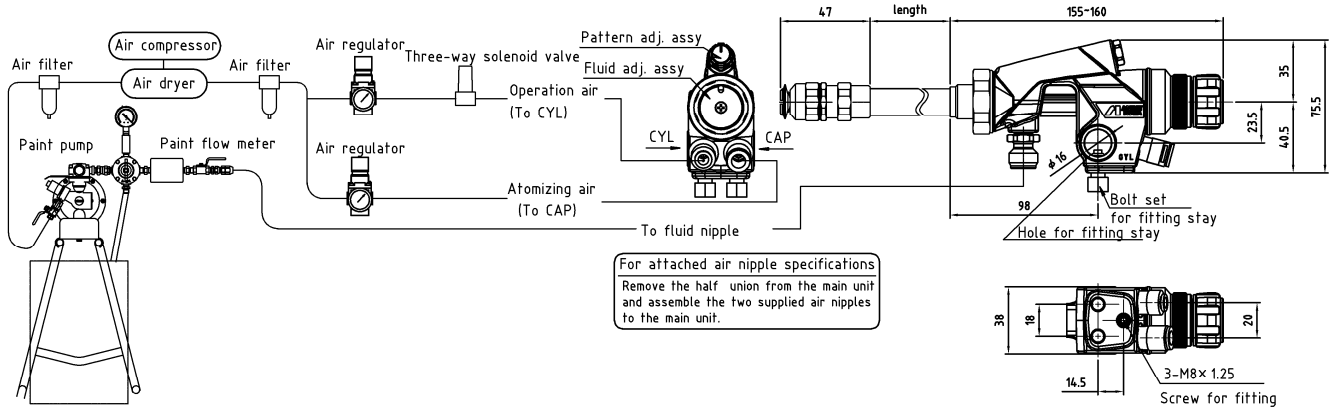 Air compressor
Air dryer
Air filter
Air filter
Air regulator
Three-way solenoid valve
Operation air
(To CYL)
Paint pump
Paint flow meter
Air regulator
Atomizing air
(To CAP)
To fluid nipple
Pattern adj. assy
Fluid adj. assy
CYL
CAP
For attached air nipple specifications
Remove the half union from the main unit
and assemble the two supplied air nipples
to the main unit.
47
length
155~160
35
75.5
23.5
40.5
CYL
φ16
98
Bolt set
for fitting stay
Hole for fitting stay
38
18
20
14.5
3-M8×1.25
Screw for fitting